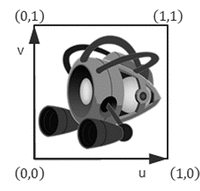 (0,1) (1,1)
v
(0,0) u (1,0)